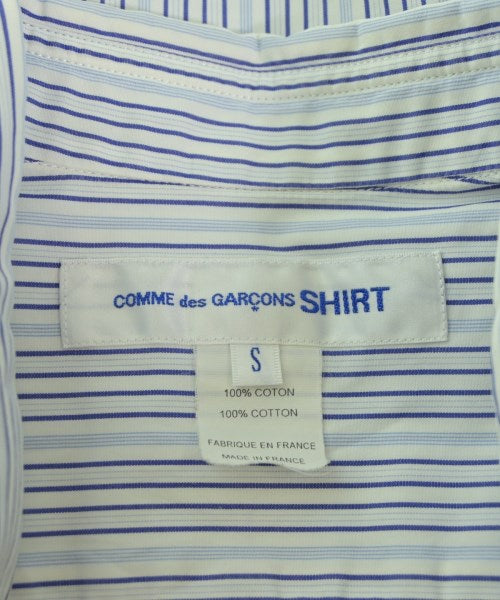 COMME des GARÇONS SHIRT
S
100% COTON
100% COTTON
FABRIQUE EN FRANCE
MADE IN FRANCE